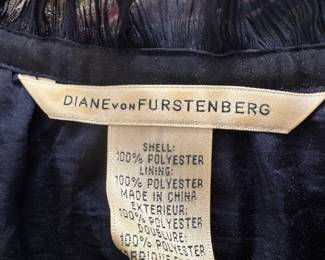 DIANE VON FURSTENBERG
SHELL:
100% POLYESTER
LINING:
100% POLYESTER
MADE IN CHINA
EXTERIEUR:
100% POLYESTER
DOUBLURE:
100% POLYESTER